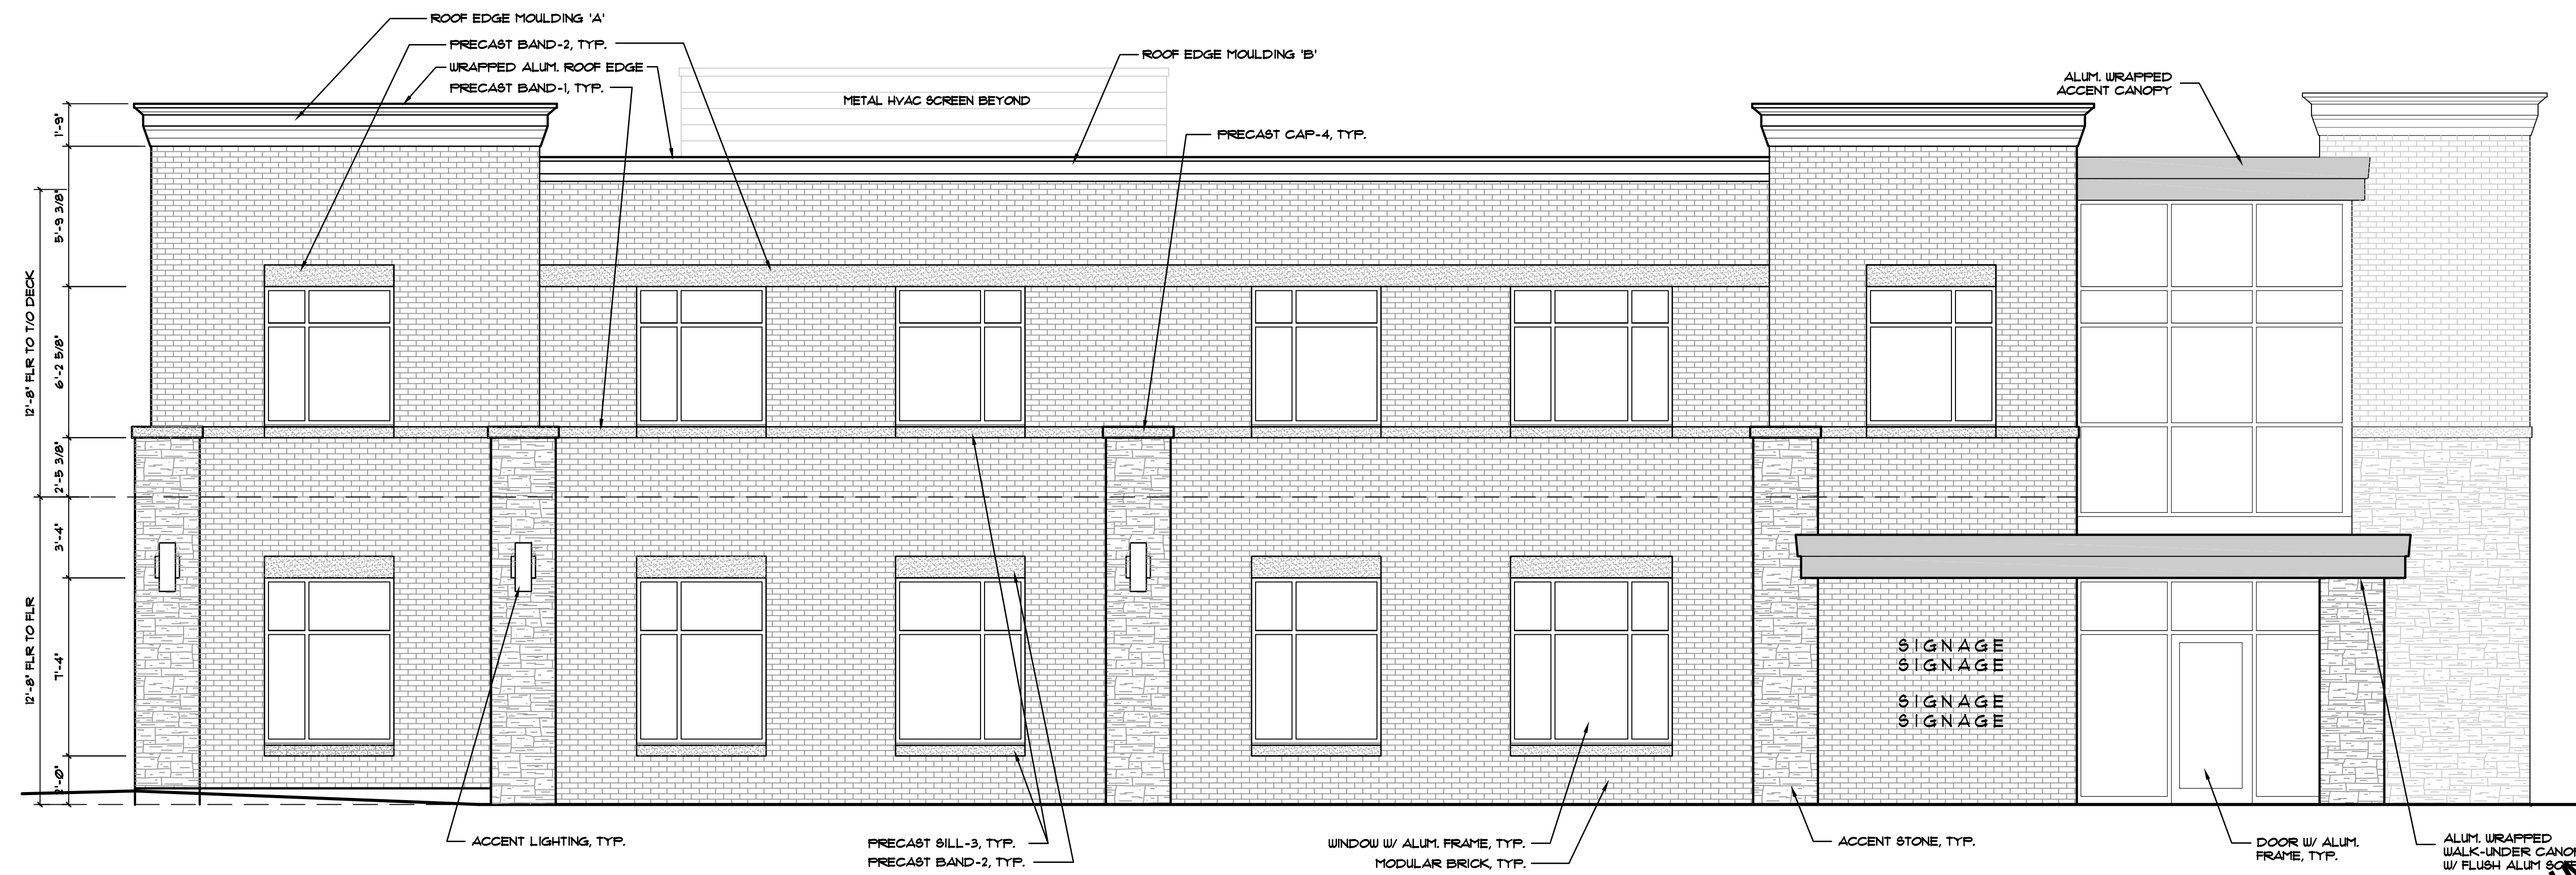 ROOF EDGE MOULDING 'A'
PRECAST BAND-2, TYP.
WRAPPED ALUM. ROOF EDGE
PRECAST BAND-1, TYP.
ROOF EDGE MOULDING 'B'
METAL HVAC SCREEN BEYOND
PRECAST CAP-4, TYP.
ALUM. WRAPPED
ACCENT CANOPY
1'-9"
5'-9 3/8"
12'-8" FLR TO T/O DECK
6'-2 5/8"
2'-5 3/8"
3'-4"
12'-8" FLR TO FLR
7'-4"
2'-0"
SIGNAGE
SIGNAGE
SIGNAGE
SIGNAGE
ACCENT LIGHTING, TYP.
PRECAST SILL-3, TYP.
PRECAST BAND-2, TYP.
WINDOW W/ ALUM. FRAME, TYP.
MODULAR BRICK, TYP.
ACCENT STONE, TYP.
DOOR W/ ALUM.
FRAME, TYP.
ALUM. WRAPPED
WALK-UNDER
W/ FLUSH ALUM